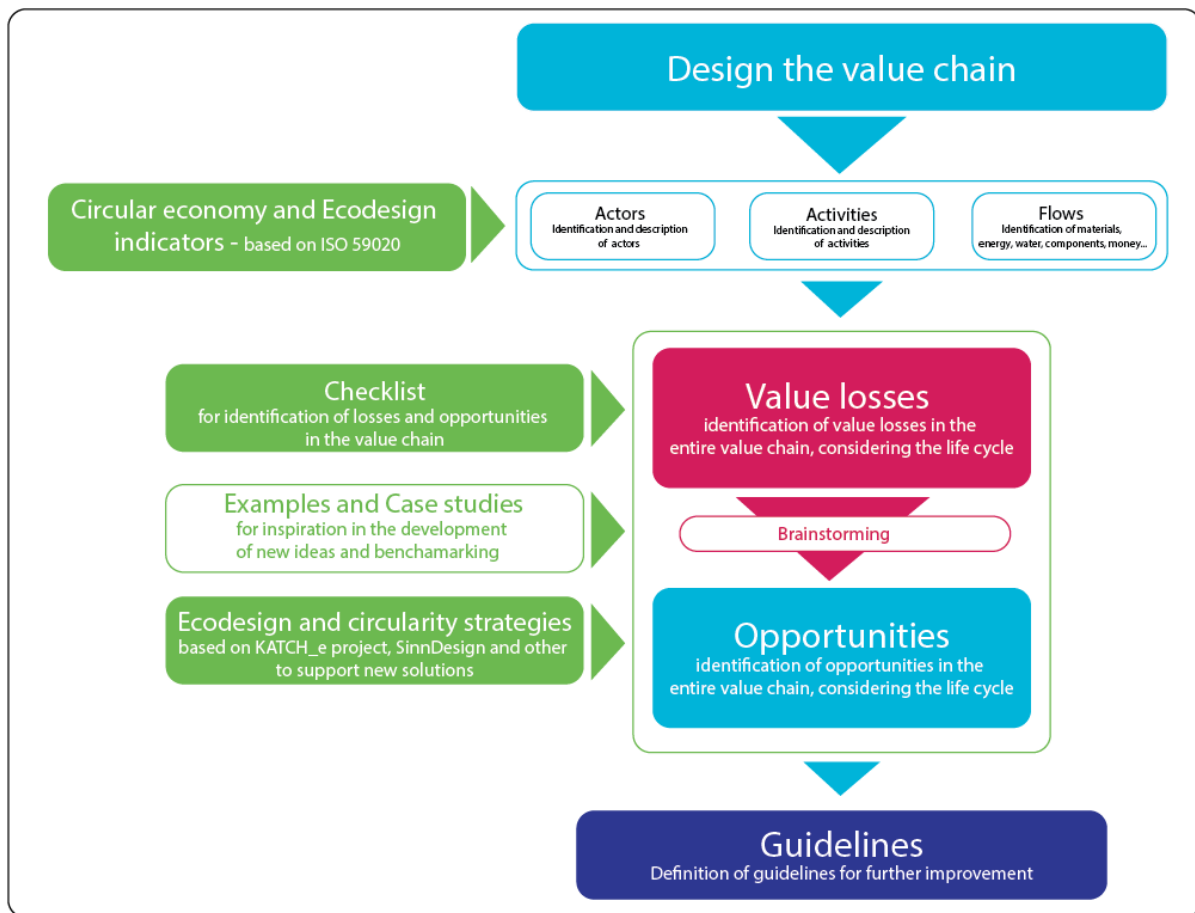 Design the value chain
Circular economy and Ecodesign
indicators - based on ISO 59020
Actors
Identification and description
of actors
Activities
Identification and description
of activities
Flows
Identification of materials,
energy, water, components, money...
Checklist
for identification of losses and opportunities
in the value chain
Value losses
identification of value losses in the
entire value chain, considering the life cycle
Examples and Case studies
for inspiration in the development
of new ideas and benchamarking
Brainstorming
Ecodesign and circularity strategies
based on KATCH_e project, SinnDesign and other
to support new solutions
Opportunities
identification of opportunities in the
entire value chain, considering the life cycle
Guidelines
Definition of guidelines for further improvement